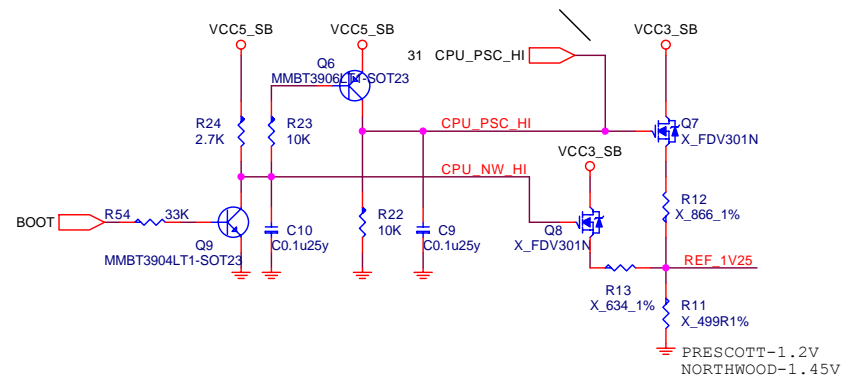 VCC5_SB
VCC5_SB
VCC3_SB
31 CPU_PSC_HI
Q6
MMBT3906LT1-SOT23
Q7
X_FDV301N
R24
2.7K
R23
10K
CPU_PSC_HI
VCC3_SB
CPU_NW_HI
R12
X_866_1%
BOOT
R54
33K
C10
C0.1u25y
R22
10K
C9
C0.1u25y
Q8
X_FDV301N
Q9
MMBT3904LT1-SOT23
REF_1V25
R13
X_634_1%
R11
X_499R1%
PRESCOTT-1.2V
NORTHWOOD-1.45V